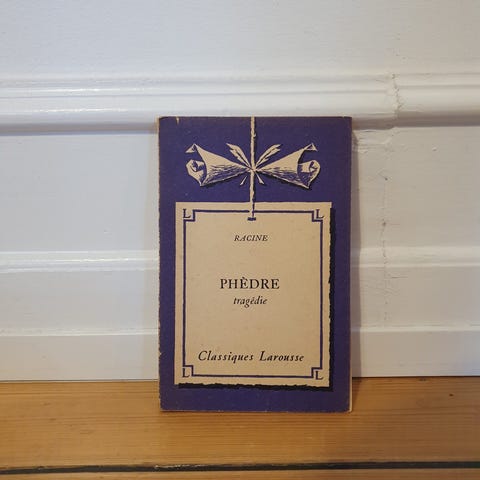 L L
RACINE
PHÈDRE
tragédie
Classiques Larousse
L L